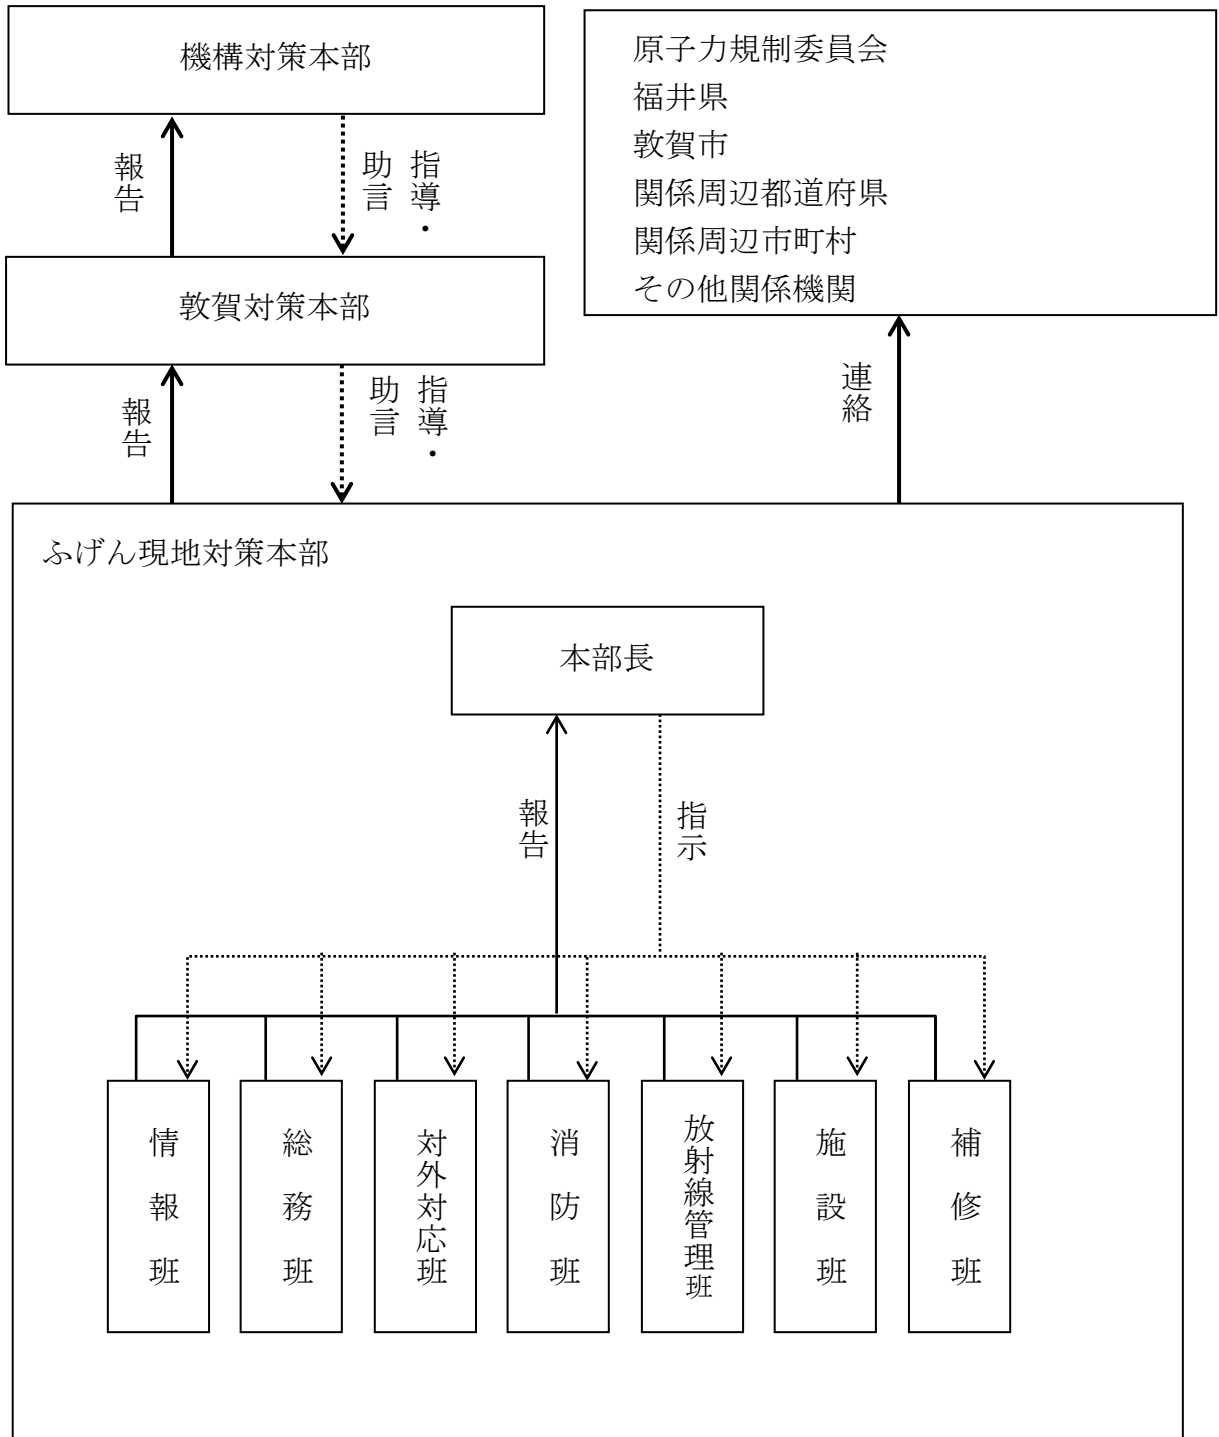 機構対策本部
原子力規制委員会
福井県
敦賀市
関係周辺都道府県
関係周辺市町村
その他関係機関
報告
指導・
助言
敦賀対策本部
報告
指導・
助言
連絡
ふげん現地対策本部
本部長
報告
指示
情報班
総務班
対外対応班
消防班
放射線管理班
施設班
補修班